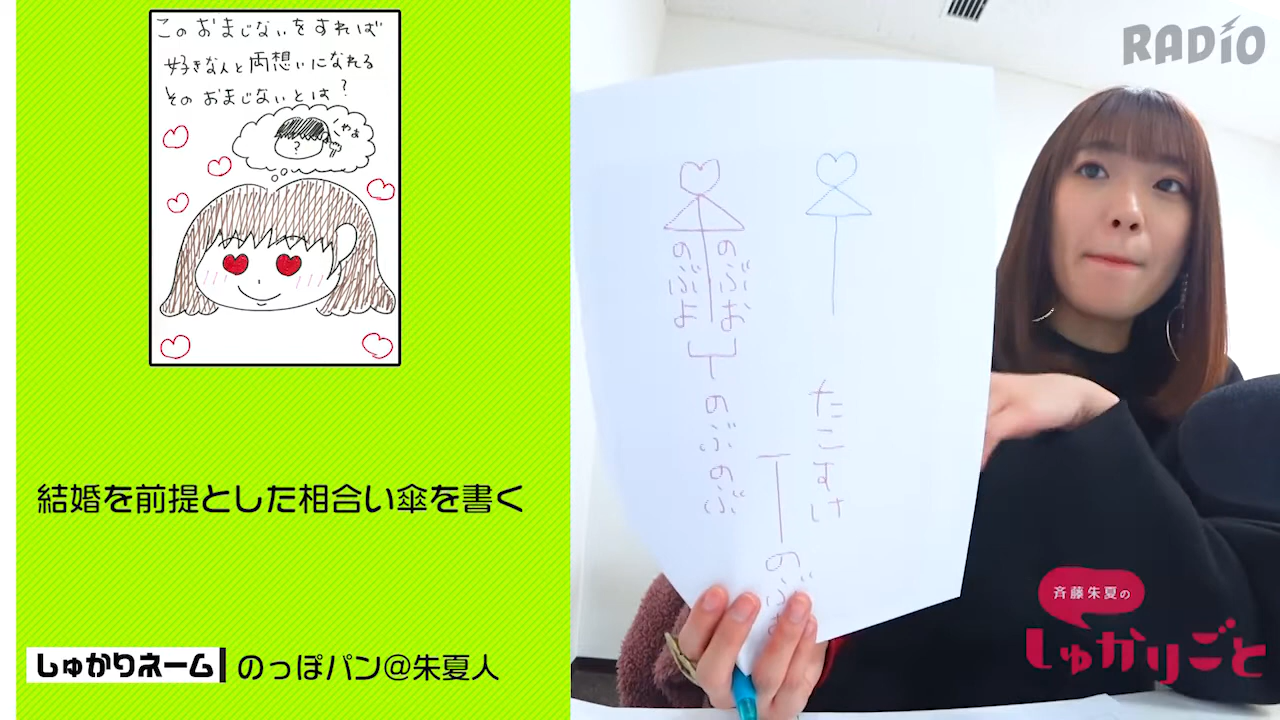 このおまじないをすれば
好きな人と両想いになれる
そのおまじないとは?
やぁ
?
結婚を前提とした相合い傘を書く
しゅかりネーム
のっぽパン@朱夏人
RADIO
のぶお
のぶよ
のぶのぶ
たこすけ
斉藤朱夏の
しゅかりごと